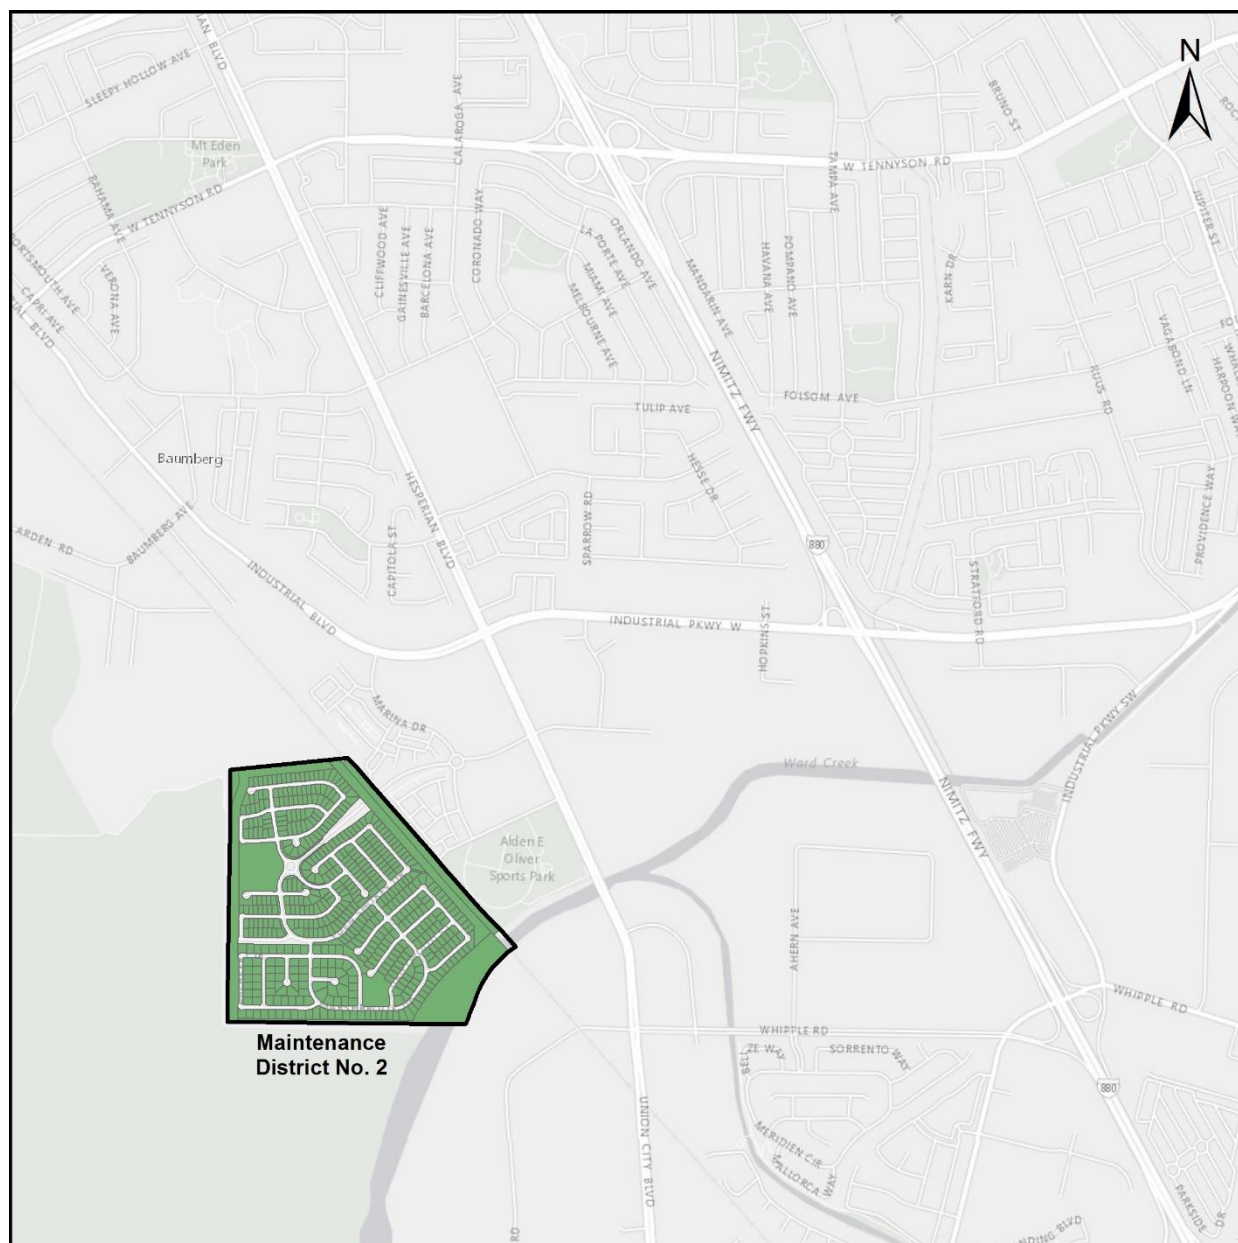 N
SLEEPY HOLLOW AVE
CALAROGA AVE
BRUNO ST
Mt Eden
Park
W TENNYSON RD
TAMPA AVE
BAHAMA AVE
W TENNYSON RD
JUPITER ST
CORONADO WAY
ORLANDO AVE
LA PORTE AVE
CLIFFWOOD AVE
GAINESVILLE AVE
BARCELONA AVE
MIAMI AVE
MELBOURNE AVE
MANDARIN AVE
HAVANA AVE
POMPANO AVE
KARN DR
VERONA AVE
CAPRI AVE
VAGABOND LN
HARPOON WAY
NIMITZ FWY
RUUS RD
FOLSOM AVE
TULIP AVE
Baumberg
HESSE DR
HESPERIAN BLVD
SPARROW RD
PROVIDENCE WAY
BAUMBERG AVE
ARDEN RD
CAPITOLA ST
880
INDUSTRIAL BLVD
STRATFORD RD
INDUSTRIAL PKWY W
HOPKINS ST
MARINA DR
INDUSTRIAL PKWY SW
Ward Creek
NIMITZ FWY
Alden E
Oliver
Sports Park
AHERN AVE
WHIPPLE RD
Maintenance
District No. 2
WHIPPLE RD
SORRENTO WAY
880
UNION CITY BLVD
MERIDIEN CIR
MALLORCA WAY
PARKSIDE DR
RD